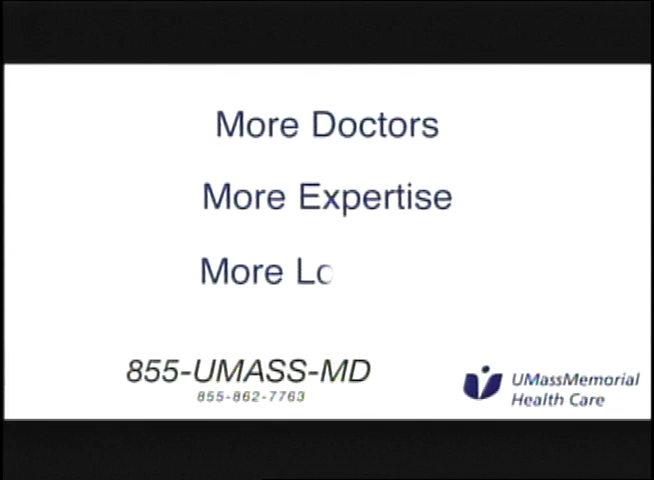 More Doctors
More Expertise
More Lo
855-UMASS-MD
855-862-7763
UMassMemorial
Health Care